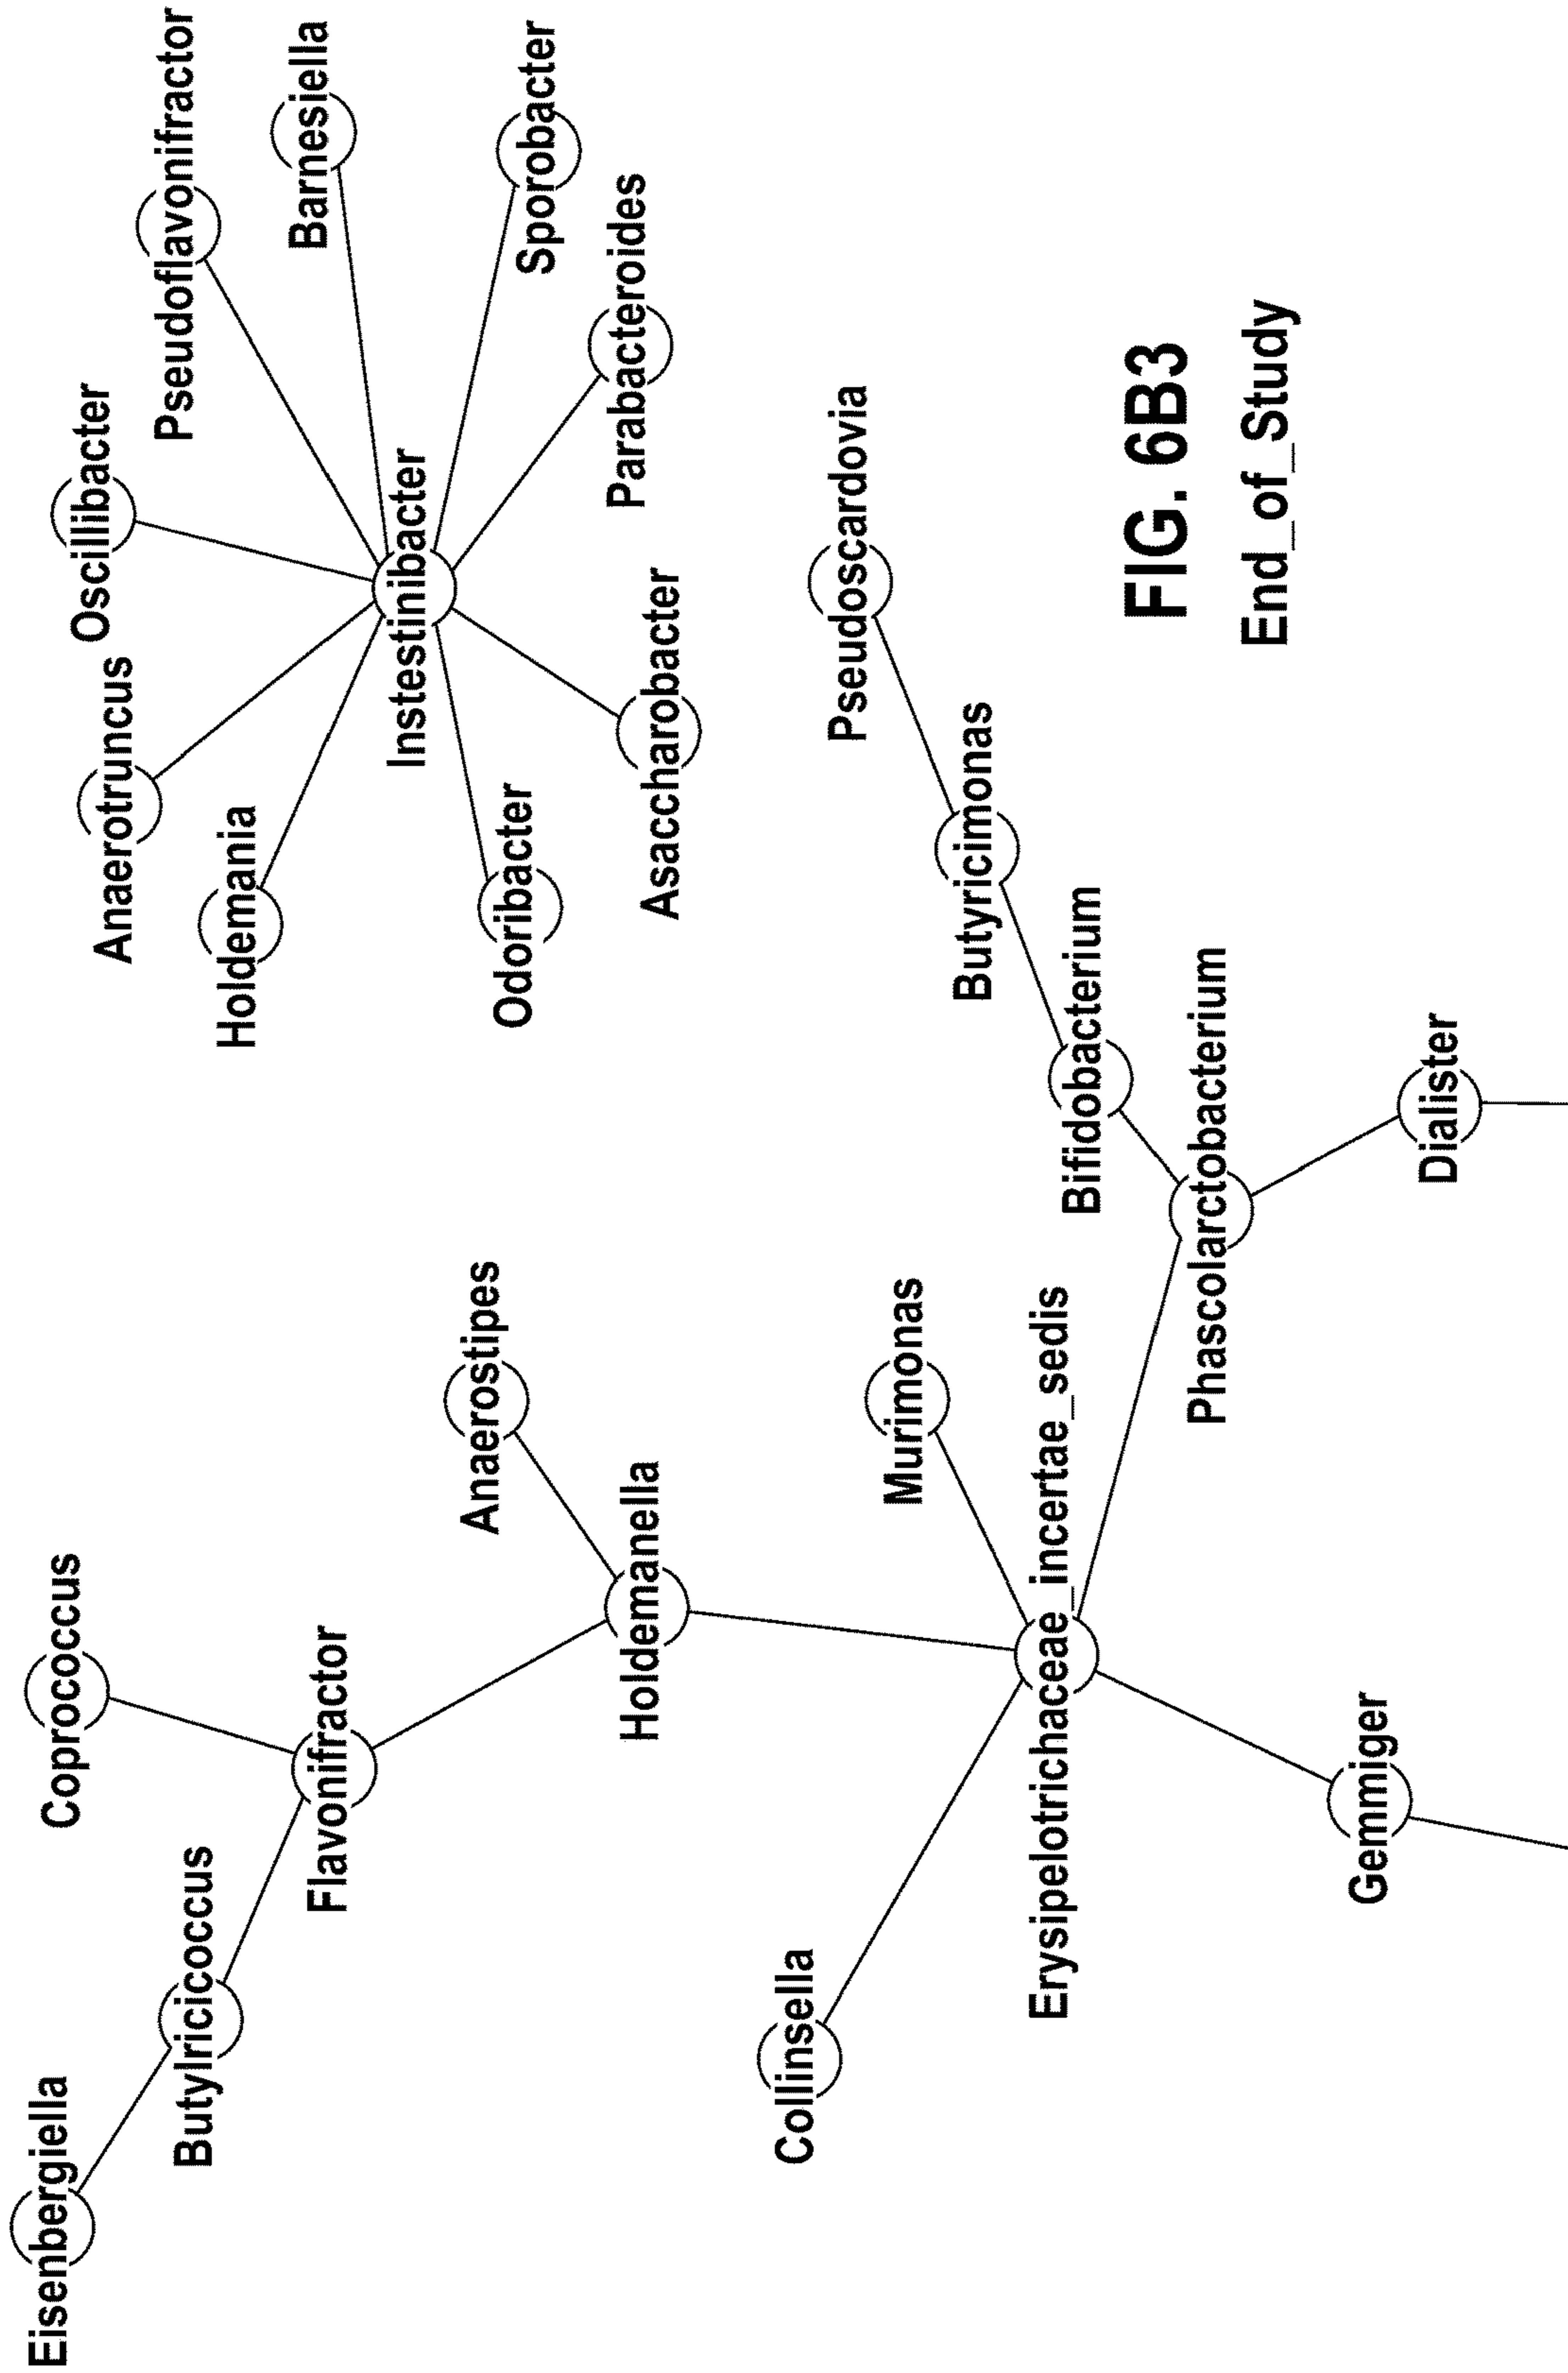 Eisenbergiella
Coprococcus
Butylricicoccus
Flavonifractor
Anaerostipes
Holdemanella
Collinsella
Murimonas
Erysipelotrichaceae_incertae_sedis
Gemmiger
Phascolarctobacterium
Dialister
Bifidobacterium
Butyricimonas
Pseudoscardovia
Anaerotruncus
Oscillibacter
Pseudoflavonifractor
Holdemania
Barnesiella
Instestinibacter
Odoribacter
Sporobacter
Asaccharobacter
Parabacteroides
FIG. 6B3
End_of_Study